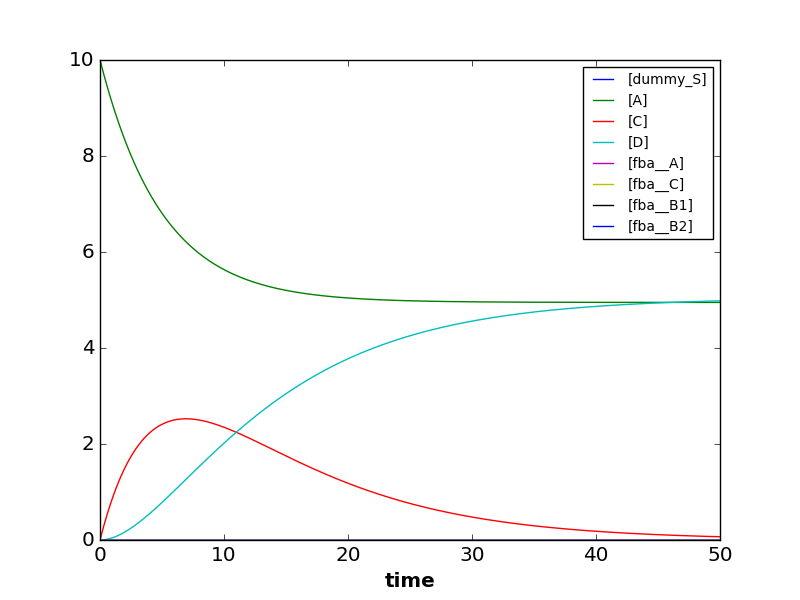 10
8
6
4
2
0
[dummy_S]
[A]
[C]
[D]
[fba__A]
[fba__C]
[fba__B1]
[fba__B2]
0 10 20 30 40 50
time